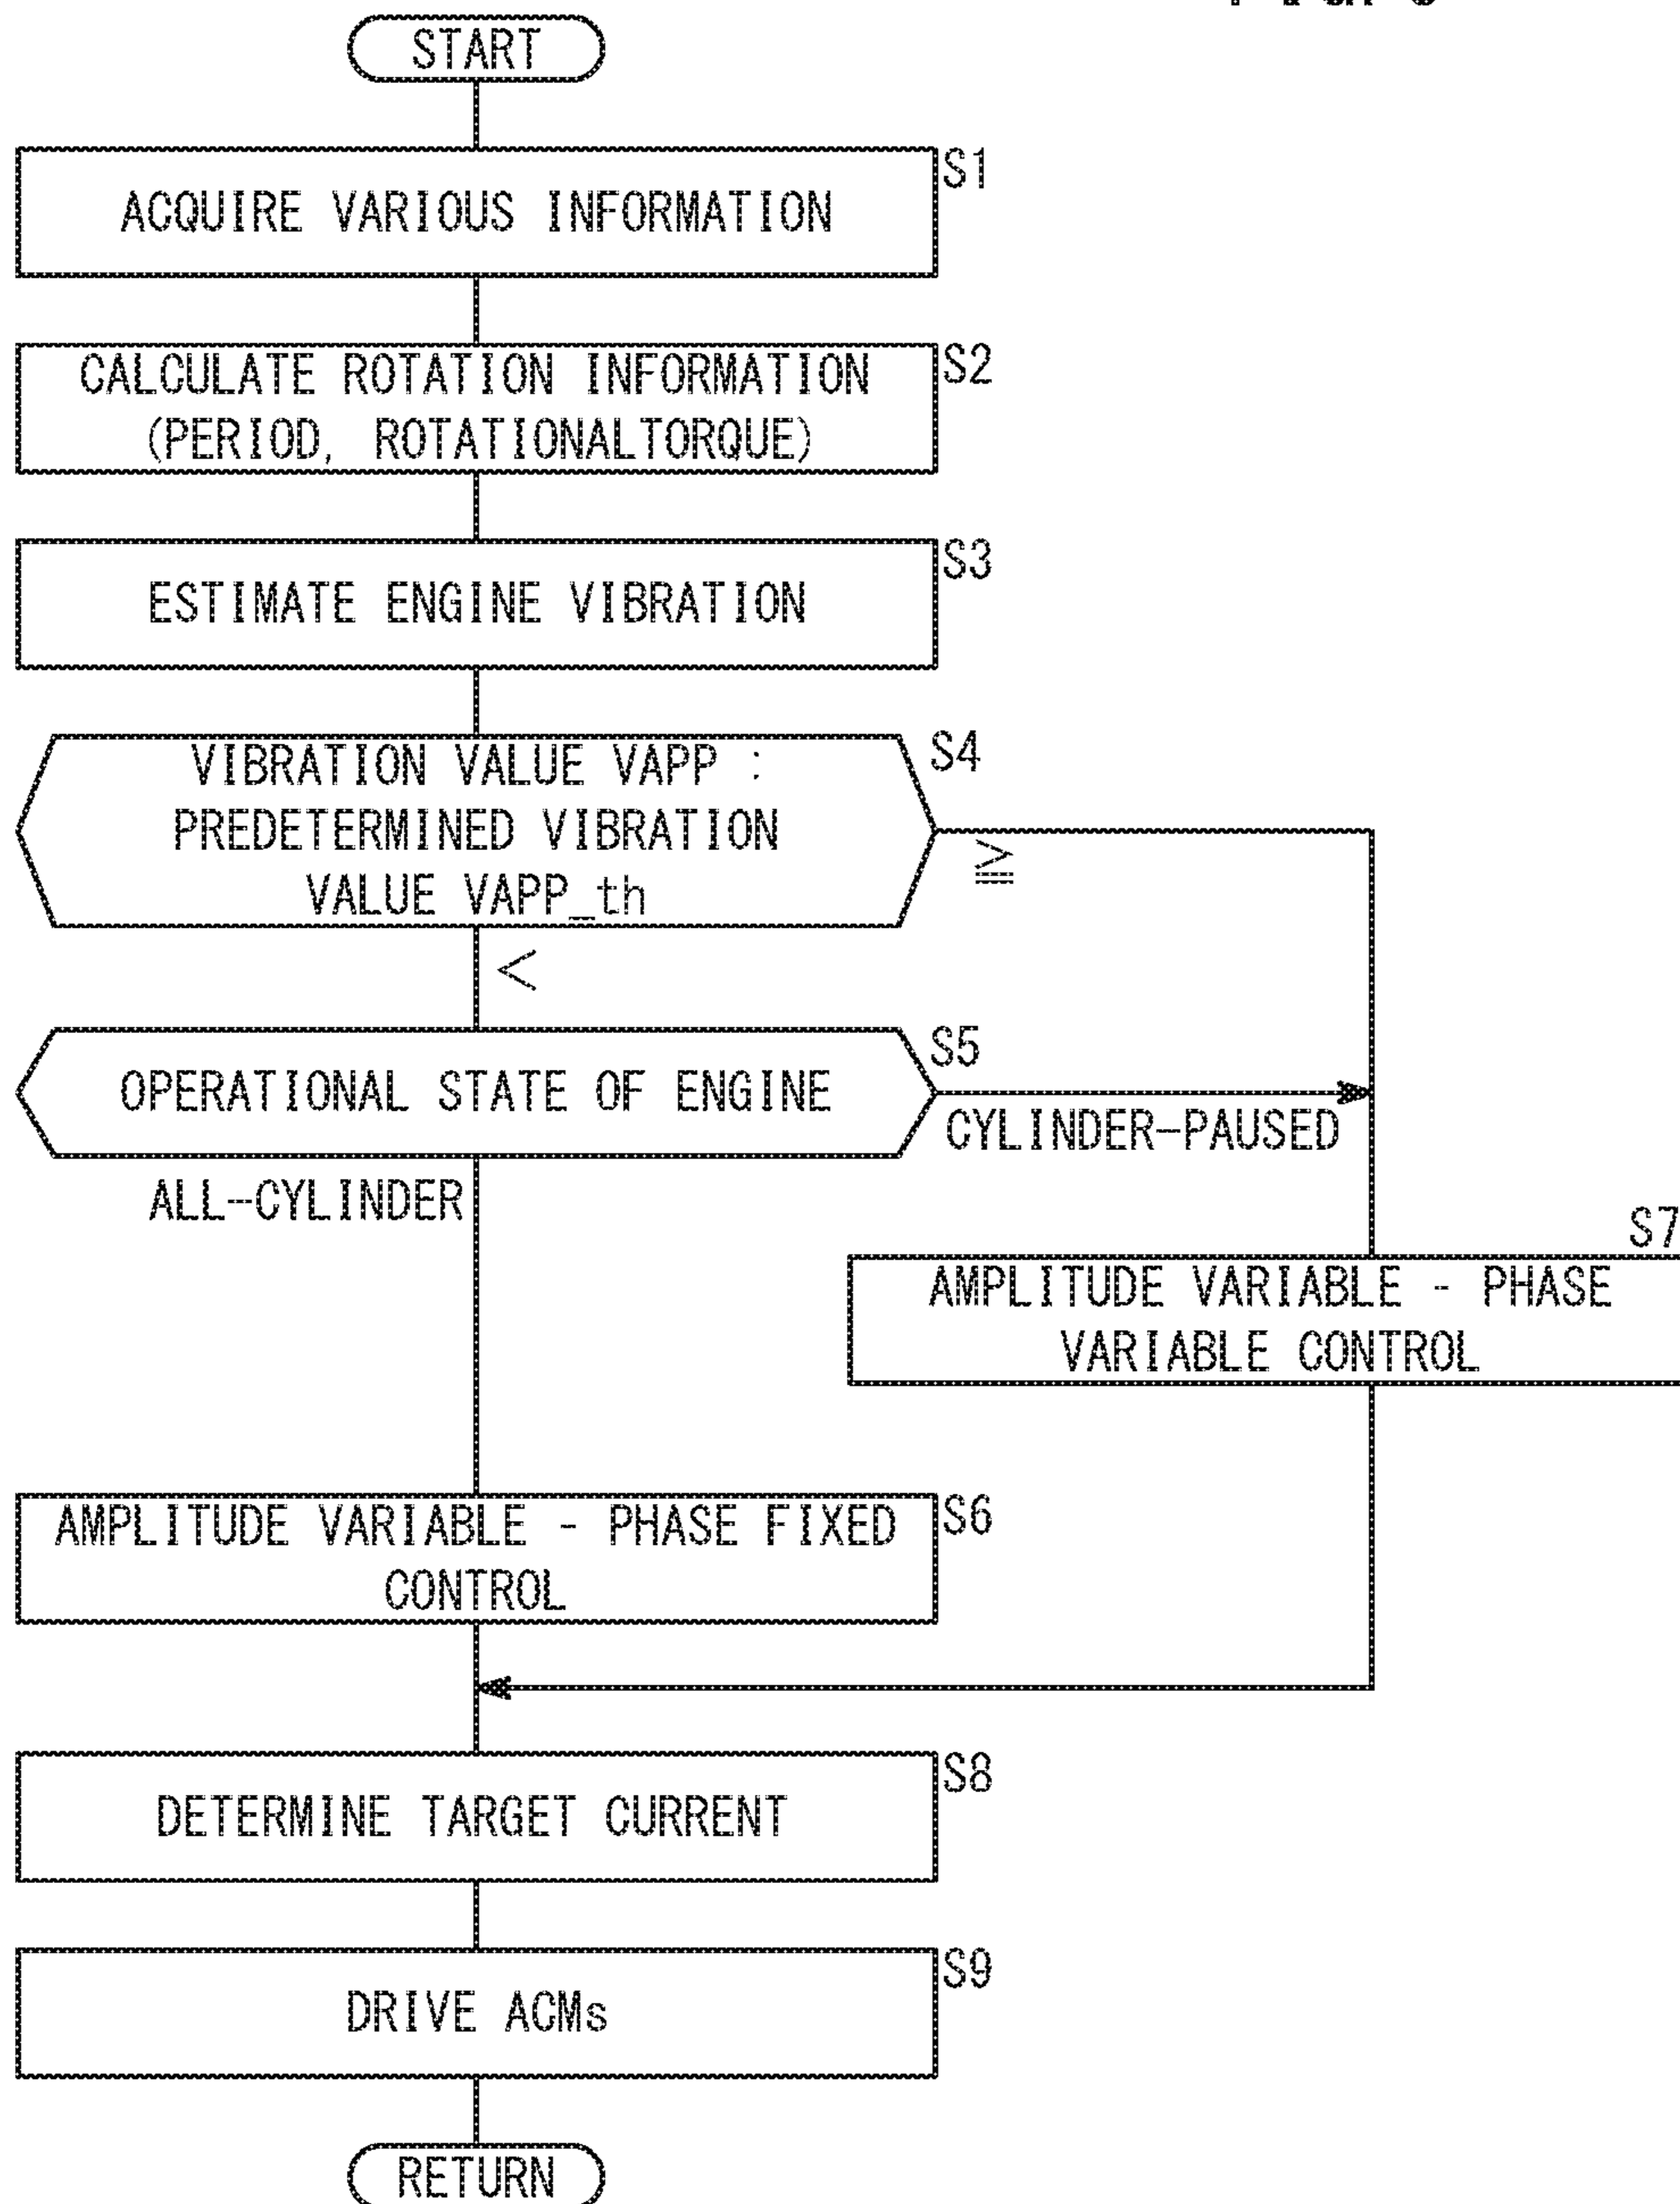 START
S1
ACQUIRE VARIOUS INFORMATION
S2
CALCULATE ROTATION INFORMATION
(PERIOD, ROTATIONALTORQUE)
S3
ESTIMATE ENGINE VIBRATION
S4
VIBRATION VALUE VAPP :
PREDETERMINED VIBRATION
VALUE VAPP_th
≧
<
S5
OPERATIONAL STATE OF ENGINE
CYLINDER-PAUSED
ALL-CYLINDER
S7
AMPLITUDE VARIABLE - PHASE
VARIABLE CONTROL
S6
AMPLITUDE VARIABLE - PHASE FIXED
CONTROL
S8
DETERMINE TARGET CURRENT
S9
DRIVE ACMs
RETURN